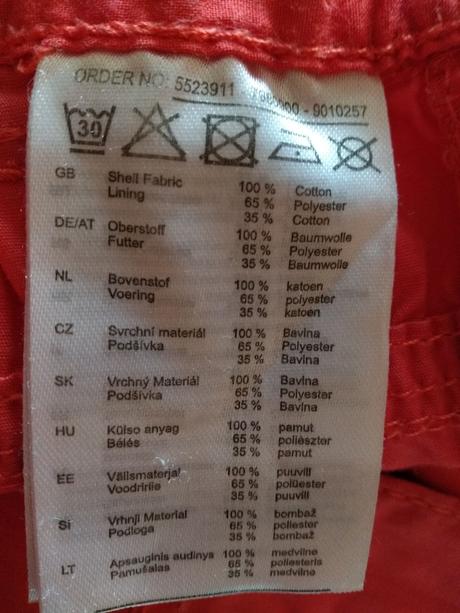 ORDER NO: 5523911 - 9010257
30
GB Shell Fabric 100 % Cotton
Lining 65 % Polyester
35 % Cotton
DE/AT Oberstoff 100 % Baumwolle
Futter 65 % Polyester
35 % Baumwolle
NL Bovenstof 100 % katoen
Voering 65 % polyester
35 % katoen
CZ Svrchní materiál 100 % Bavlna
Podšívka 65 % Polyester
35 % Bavlna
SK Vrchný Materiál 100 % Bavlna
Podšívka 65 % Polyester
35 % Bavlna
HU Külso anyag 100 % pamut
Bélés 65 % poliészter
35 % pamut
EE 100 % puuvill
65 % polüester
35 % puuvill
SI Vrhnji Material 100 % bombaž
Podloga 65 % poliester
35 % bombaž
LT Apsauginis audinys 100 % medvilnė
Pamušalas 65 % poliesteris
35 % medvilnė